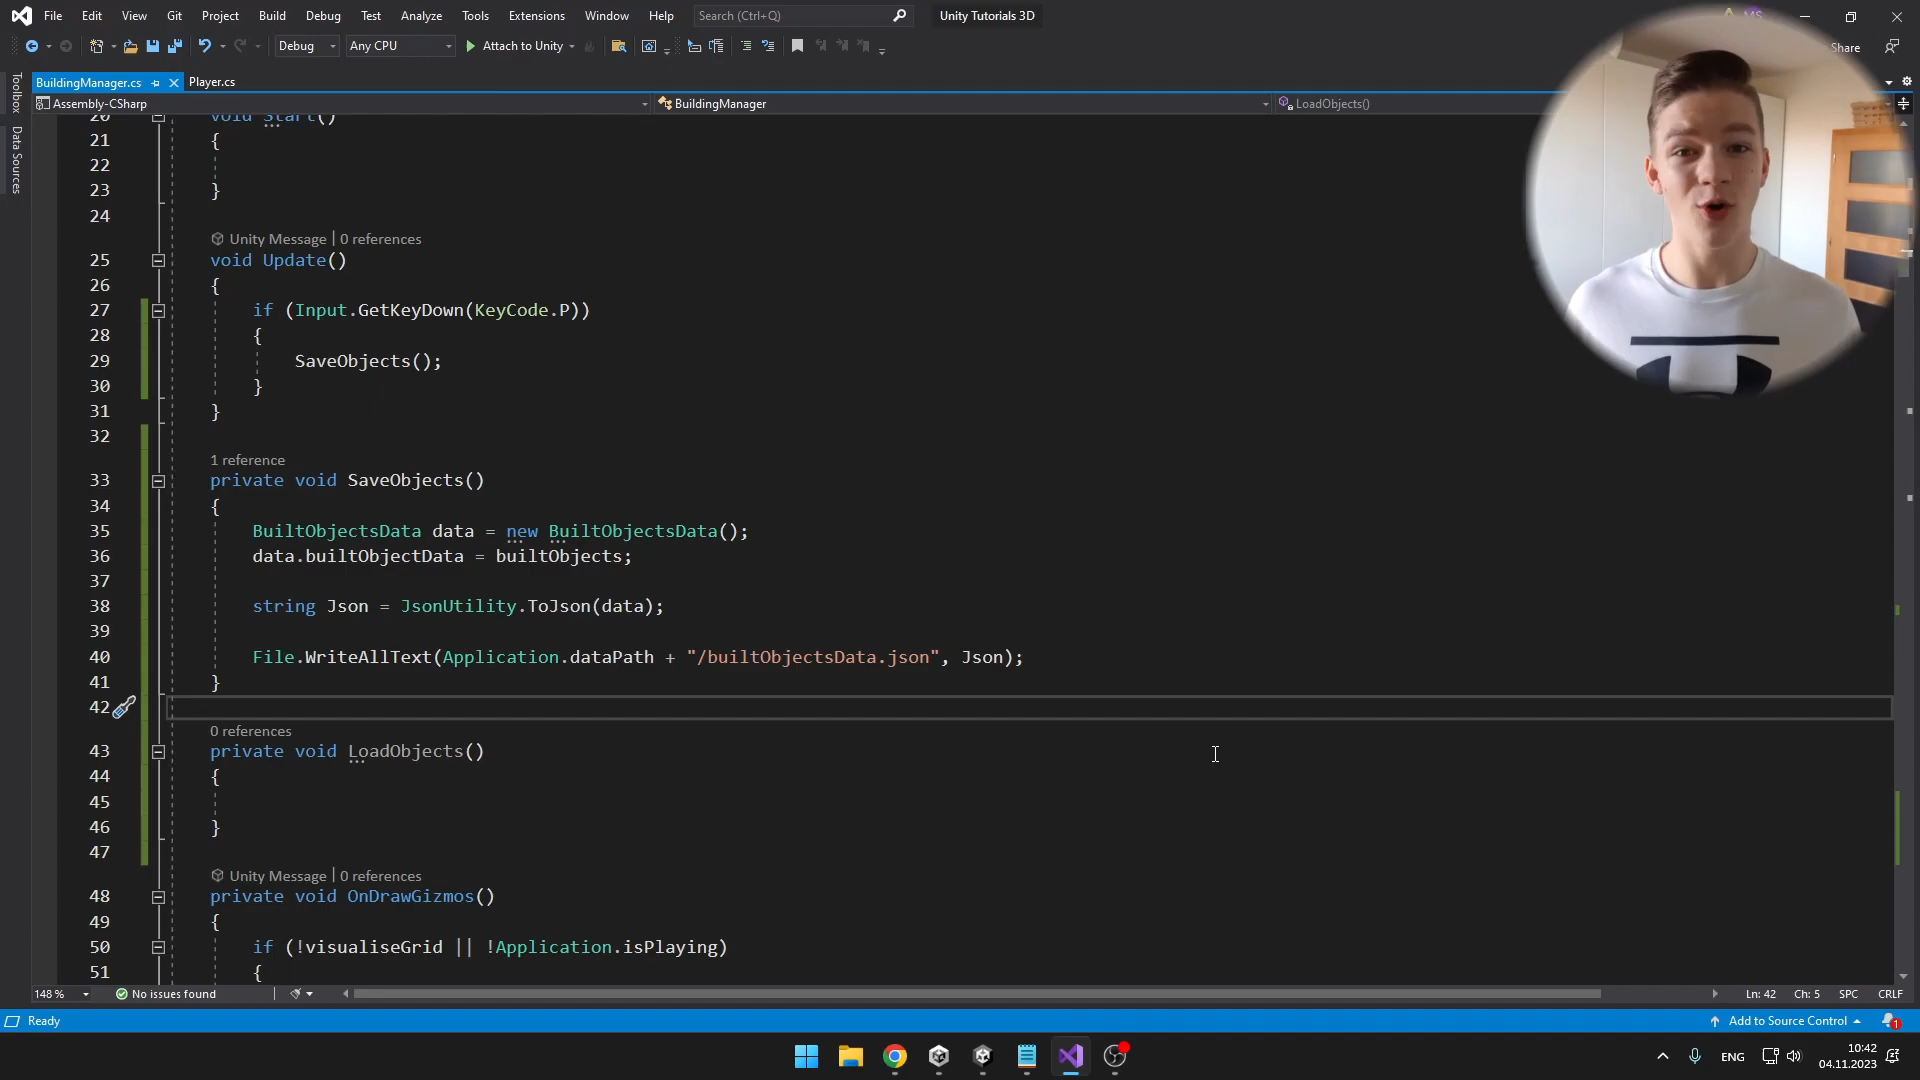 File Edit View Git Project Build Debug Test Analyze Tools Extensions Window Help Search (Ctrl+Q) Unity Tutorials 3D
Debug Any CPU Attach to Unity Share
BuildingManager.cs Player.cs
Assembly-CSharp BuildingManager LoadObjects()
Toolbox
Data Sources
20 void Start()
21 {
22
23 }
24
Unity Message | 0 references
25 void Update()
26 {
27 if (Input.GetKeyDown(KeyCode.P))
28 {
29 SaveObjects();
30 }
31 }
32
1 reference
33 private void SaveObjects()
34 {
35 BuiltObjectsData data = new BuiltObjectsData();
36 data.builtObjectData = builtObjects;
37
38 string Json = JsonUtility.ToJson(data);
39
40 File.WriteAllText(Application.dataPath + "/builtObjectsData.json", Json);
41 }
42
0 references
43 private void LoadObjects()
44 {
45
46 }
47
Unity Message | 0 references
48 private void OnDrawGizmos()
49 {
50 if (!visualiseGrid || !Application.isPlaying)
51 {
148 % No issues found Ln: 42 Ch: 5 SPC CRLF
Ready Add to Source Control 1
ENG 10:42
04.11.2023